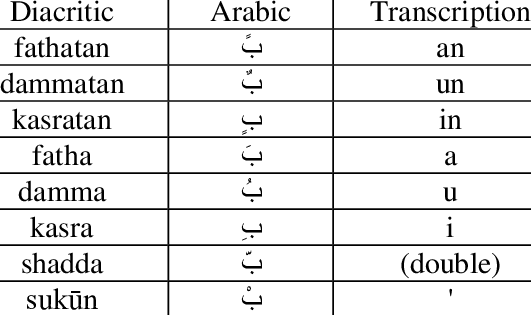 Diacritic Arabic Transcription
fathatan بً an
dammatan بٌ un
kasratan بٍ in
fatha بَ a
damma بُ u
kasra بِ i
shadda بّ (double)
sukūn بْ '